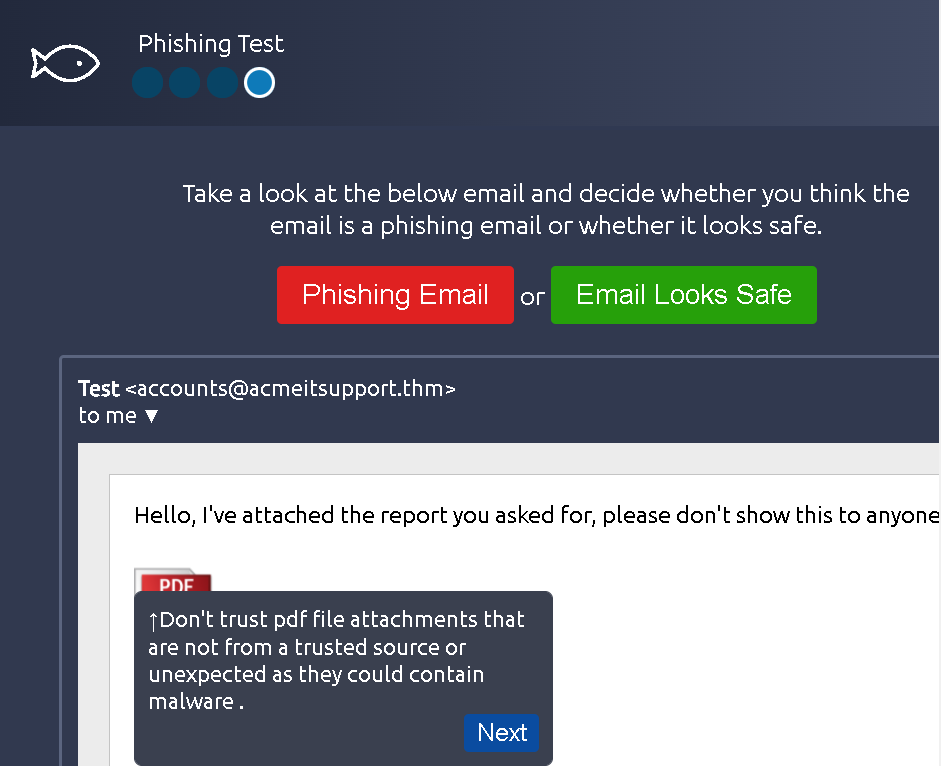 Phishing Test
Take a look at the below email and decide whether you think the
email is a phishing email or whether it looks safe.
Phishing Email or Email Looks Safe
Test <accounts@acmeitsupport.thm>
to me ▼
Hello, I've attached the report you asked for, please don't show this to anyone
PDF
↑Don't trust pdf file attachments that
are not from a trusted source or
unexpected as they could contain
malware .
Next